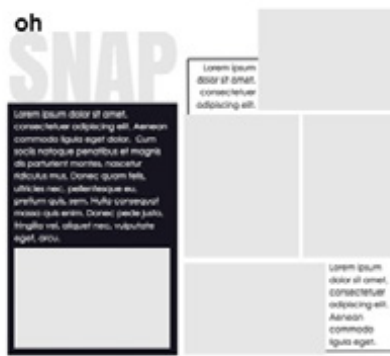 oh
SNAP
Lorem ipsum dolor sit amet,
consectetuer adipiscing elit. Aenean
commodo ligula eget dolor. Cum
sociis natoque penatibus et magnis
dis parturient montes, nascetur
ridiculus mus. Donec quam felis,
ultricies nec, pellentesque eu,
pretium quis, sem. Nulla consequat
massa quis enim. Donec pede justo,
fringilla vel, aliquet nec, vulputate
eget, arcu.
Lorem ipsum
dolor sit amet,
consectetuer
adipiscing elit.
Lorem ipsum
dolor sit amet,
consectetuer
adipiscing elit.
Aenean
commodo
ligula eget.